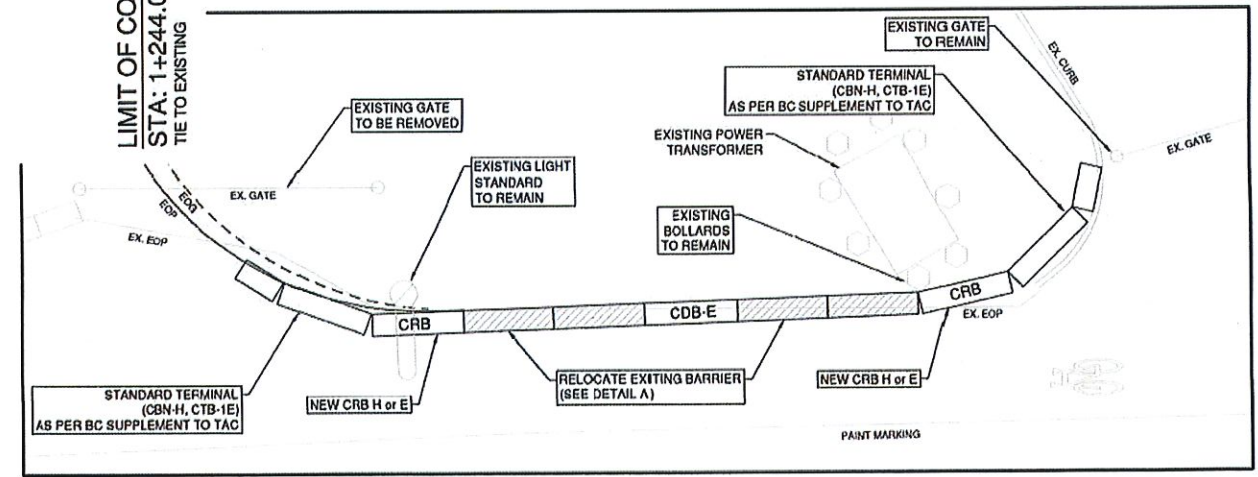 LIMIT OF CO
STA: 1+244.0
TIE TO EXISTING
EXISTING GATE
TO BE REMOVED
EX. GATE
EOG
EOP
EX. EOP
EXISTING LIGHT
STANDARD
TO REMAIN
EXISTING GATE
TO REMAIN
STANDARD TERMINAL
(CBN-H, CTB-1E)
AS PER BC SUPPLEMENT TO TAC
EX. CURB
EX. GATE
EXISTING POWER
TRANSFORMER
EXISTING
BOLLARDS
TO REMAIN
CRB
CDB-E
CRB
EX. EOP
STANDARD TERMINAL
(CBN-H, CTB-1E)
AS PER BC SUPPLEMENT TO TAC
NEW CRB H or E
RELOCATE EXITING BARRIER
(SEE DETAIL A)
NEW CRB H or E
PAINT MARKING